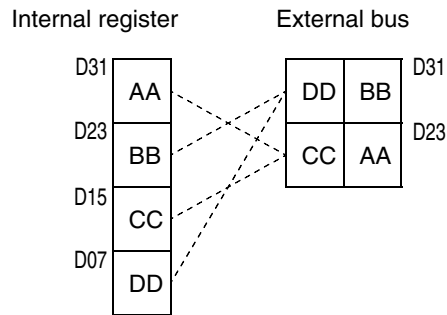 Internal register
External bus
D31
AA
D23
BB
D15
CC
D07
DD
DD BB D31
CC AA D23